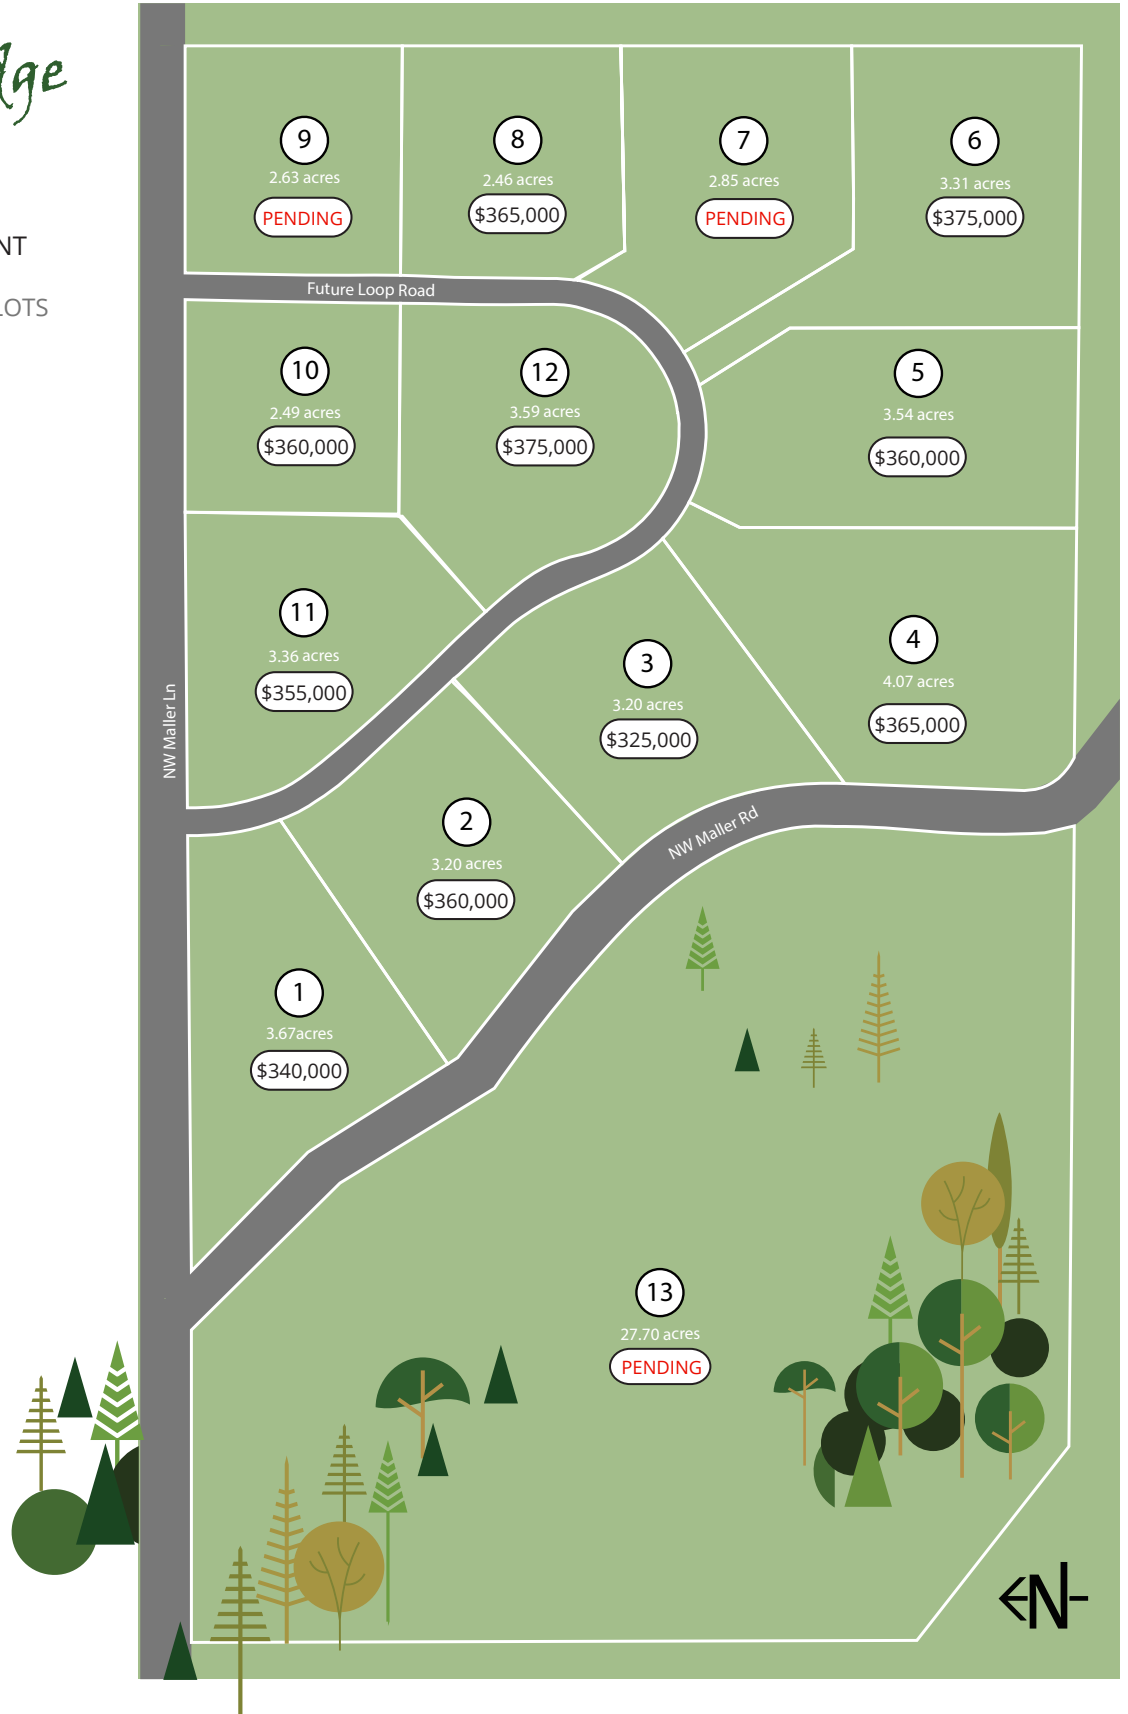 dge
NT
LOTS
9
2.63 acres
PENDING
8
2.46 acres
$365,000
7
2.85 acres
PENDING
6
3.31 acres
$375,000
Future Loop Road
10
2.49 acres
$360,000
12
3.59 acres
$375,000
5
3.54 acres
$360,000
11
3.36 acres
$355,000
3
3.20 acres
$325,000
4
4.07 acres
$365,000
NW Maller Ln
2
3.20 acres
$360,000
NW Maller Rd
1
3.67acres
$340,000
13
27.70 acres
PENDING
N